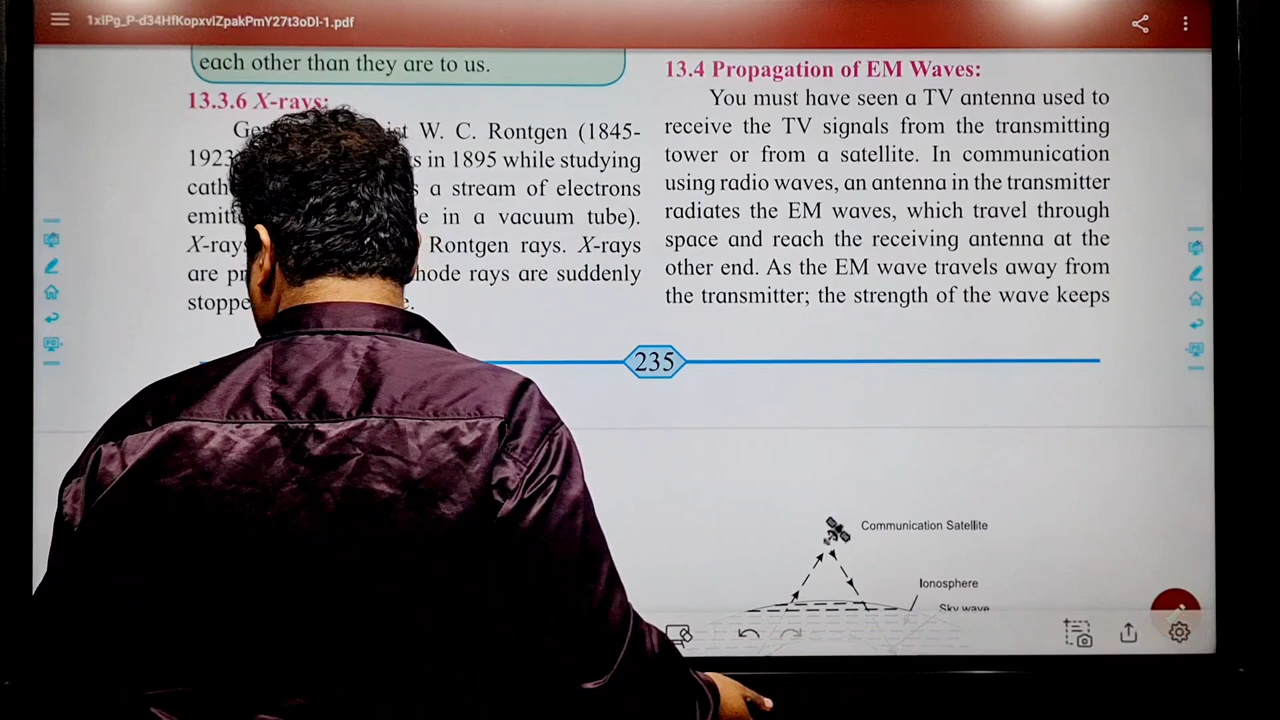 1xIPg_P-d34HfKopxvIZpakPmY27t3oDl-1.pdf
each other than they are to us.
13.3.6 X-rays:
W. C. Rontgen (1845-
1923
in 1895 while studying
a stream of electrons
in a vacuum tube).
X-rays Rontgen rays. X-rays
are rays are suddenly
13.4 Propagation of EM Waves:
You must have seen a TV antenna used to
receive the TV signals from the transmitting
tower or from a satellite. In communication
using radio waves, an antenna in the transmitter
radiates the EM waves, which travel through
space and reach the receiving antenna at the
other end. As the EM wave travels away from
the transmitter; the strength of the wave keeps
235
Communication Satellite
Ionosphere
Sky wave